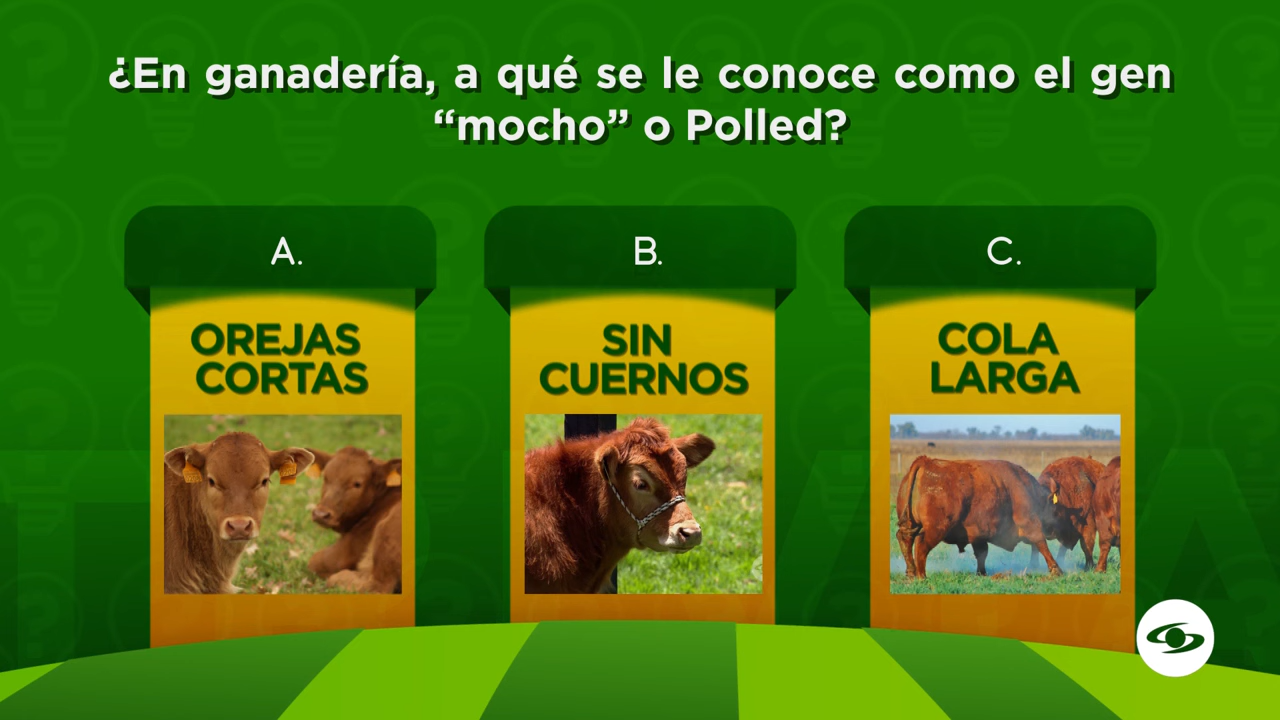 ¿En ganadería, a qué se le conoce como el gen
“mocho” o Polled?
A.
OREJAS
CORTAS
B.
SIN
CUERNOS
C.
COLA
LARGA